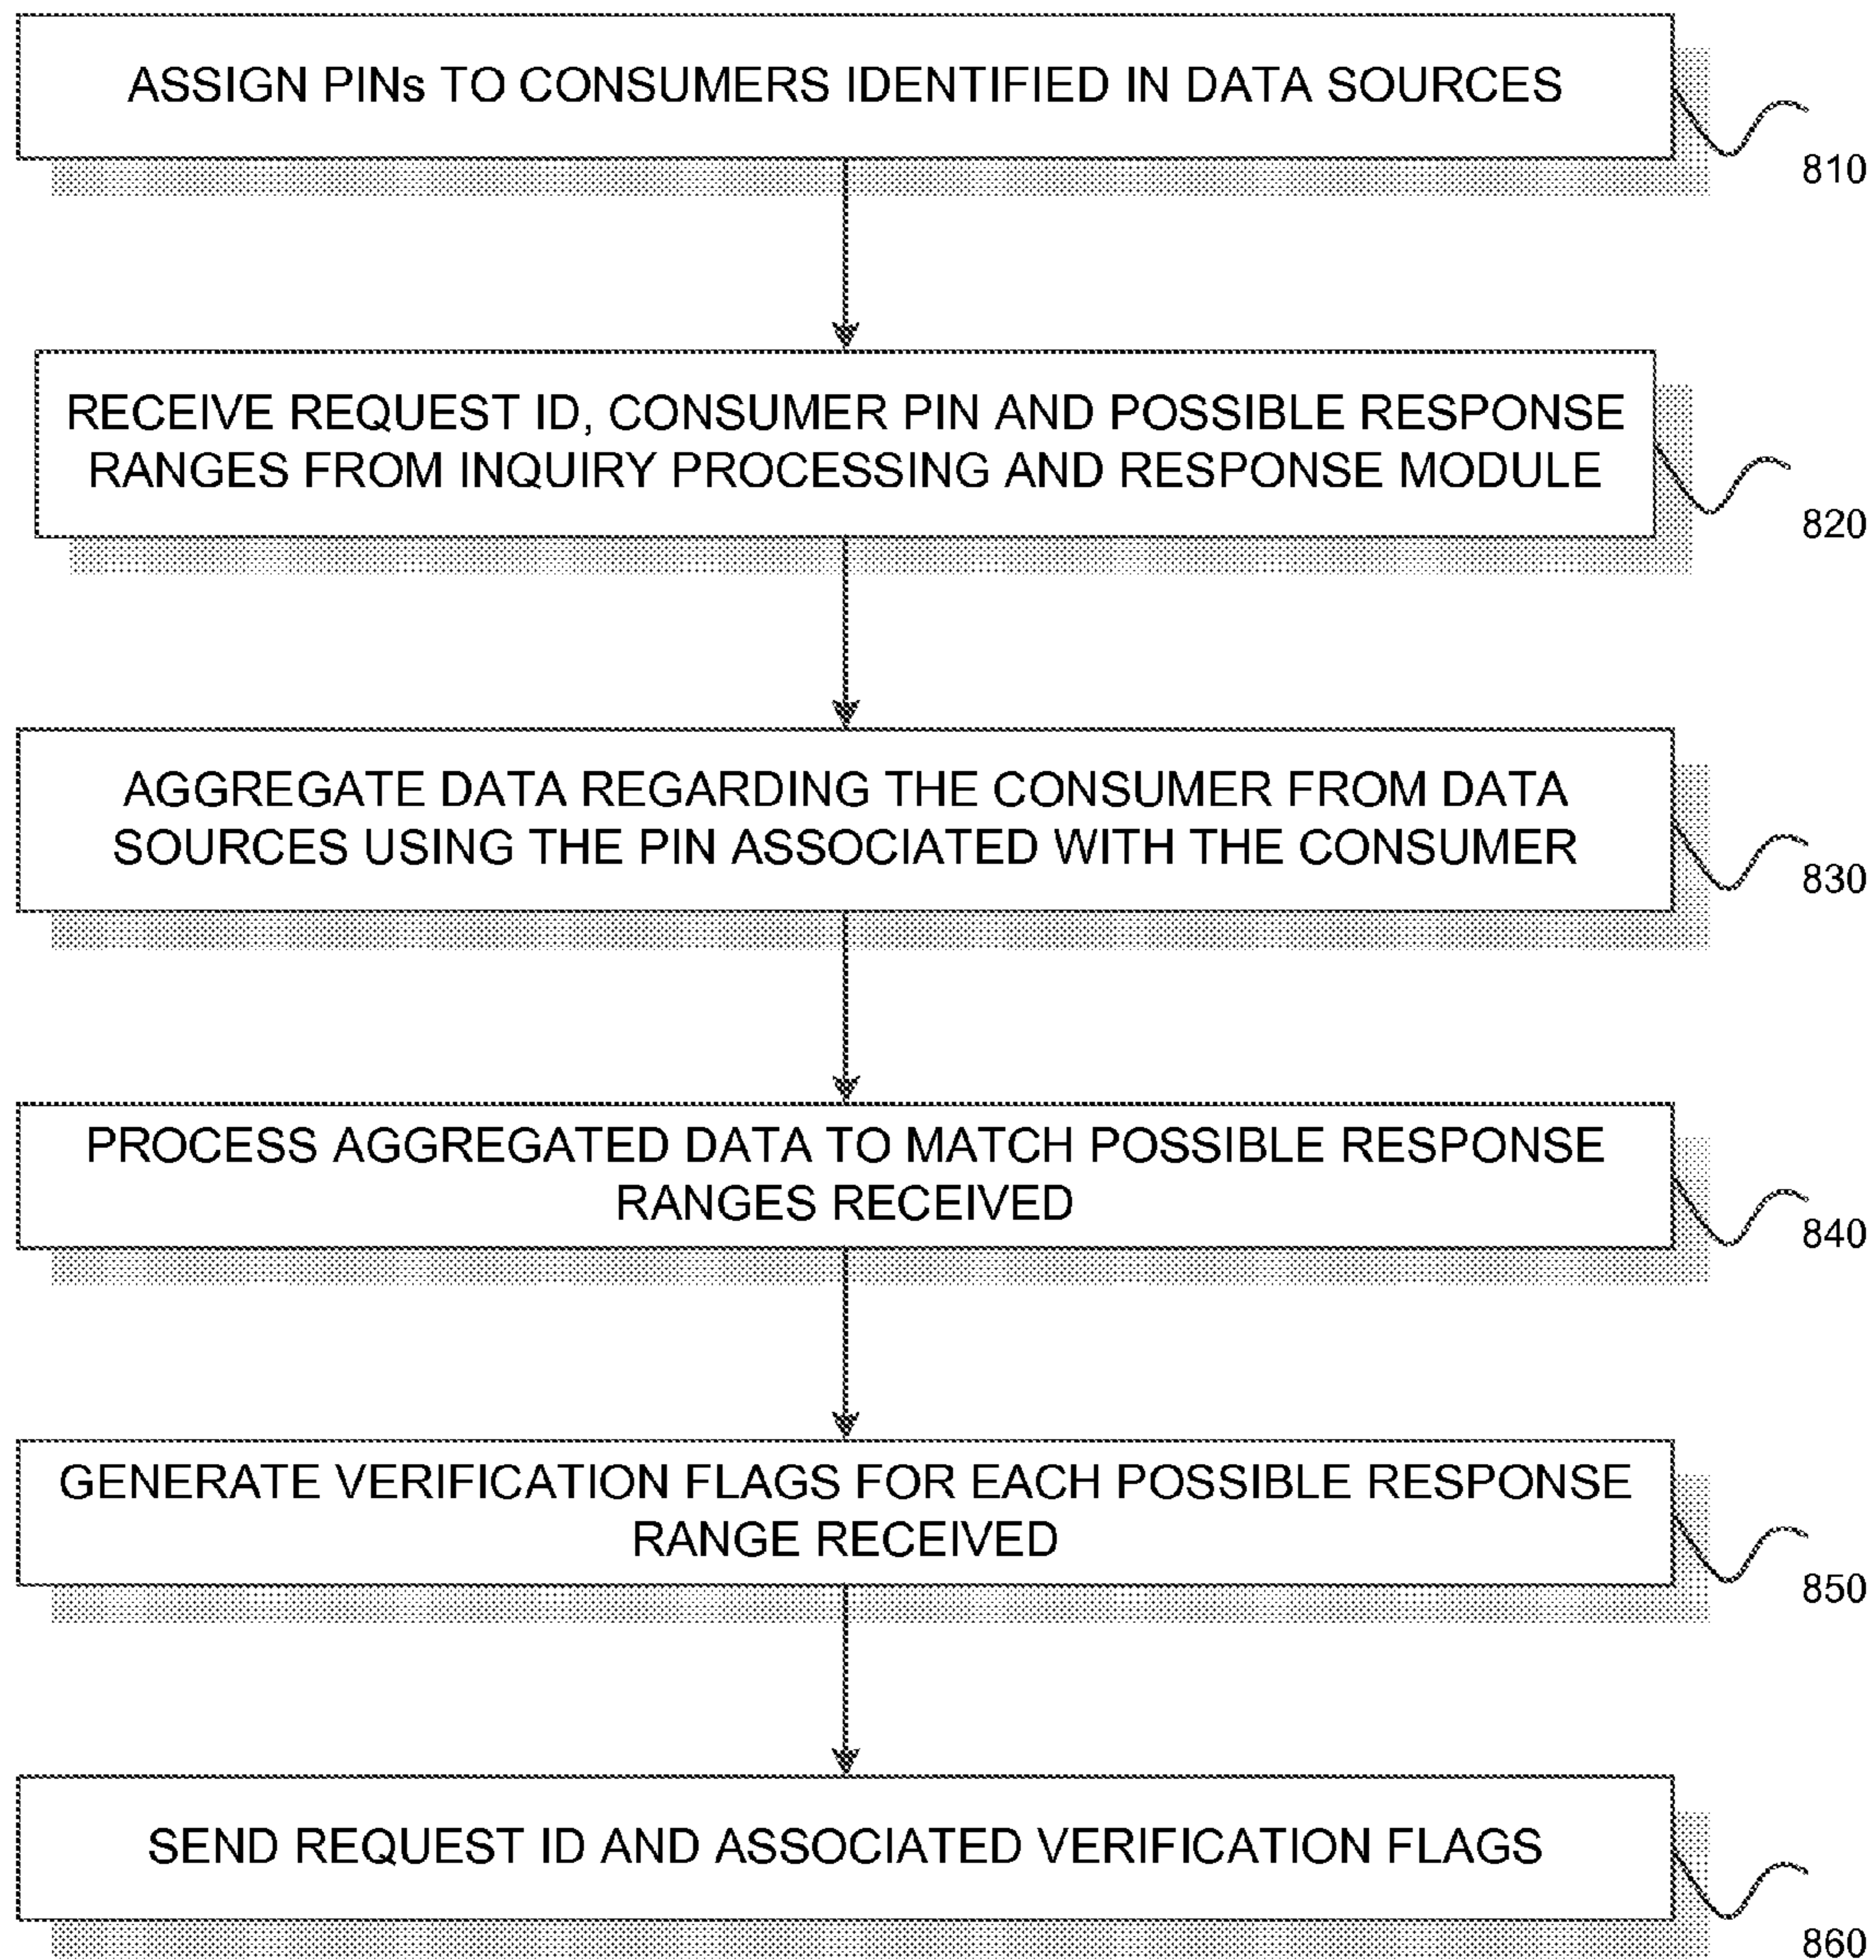 ASSIGN PINs TO CONSUMERS IDENTIFIED IN DATA SOURCES
810
RECEIVE REQUEST ID, CONSUMER PIN AND POSSIBLE RESPONSE
RANGES FROM INQUIRY PROCESSING AND RESPONSE MODULE
820
AGGREGATE DATA REGARDING THE CONSUMER FROM DATA
SOURCES USING THE PIN ASSOCIATED WITH THE CONSUMER
830
PROCESS AGGREGATED DATA TO MATCH POSSIBLE RESPONSE
RANGES RECEIVED
840
GENERATE VERIFICATION FLAGS FOR EACH POSSIBLE RESPONSE
RANGE RECEIVED
850
SEND REQUEST ID AND ASSOCIATED VERIFICATION FLAGS
860